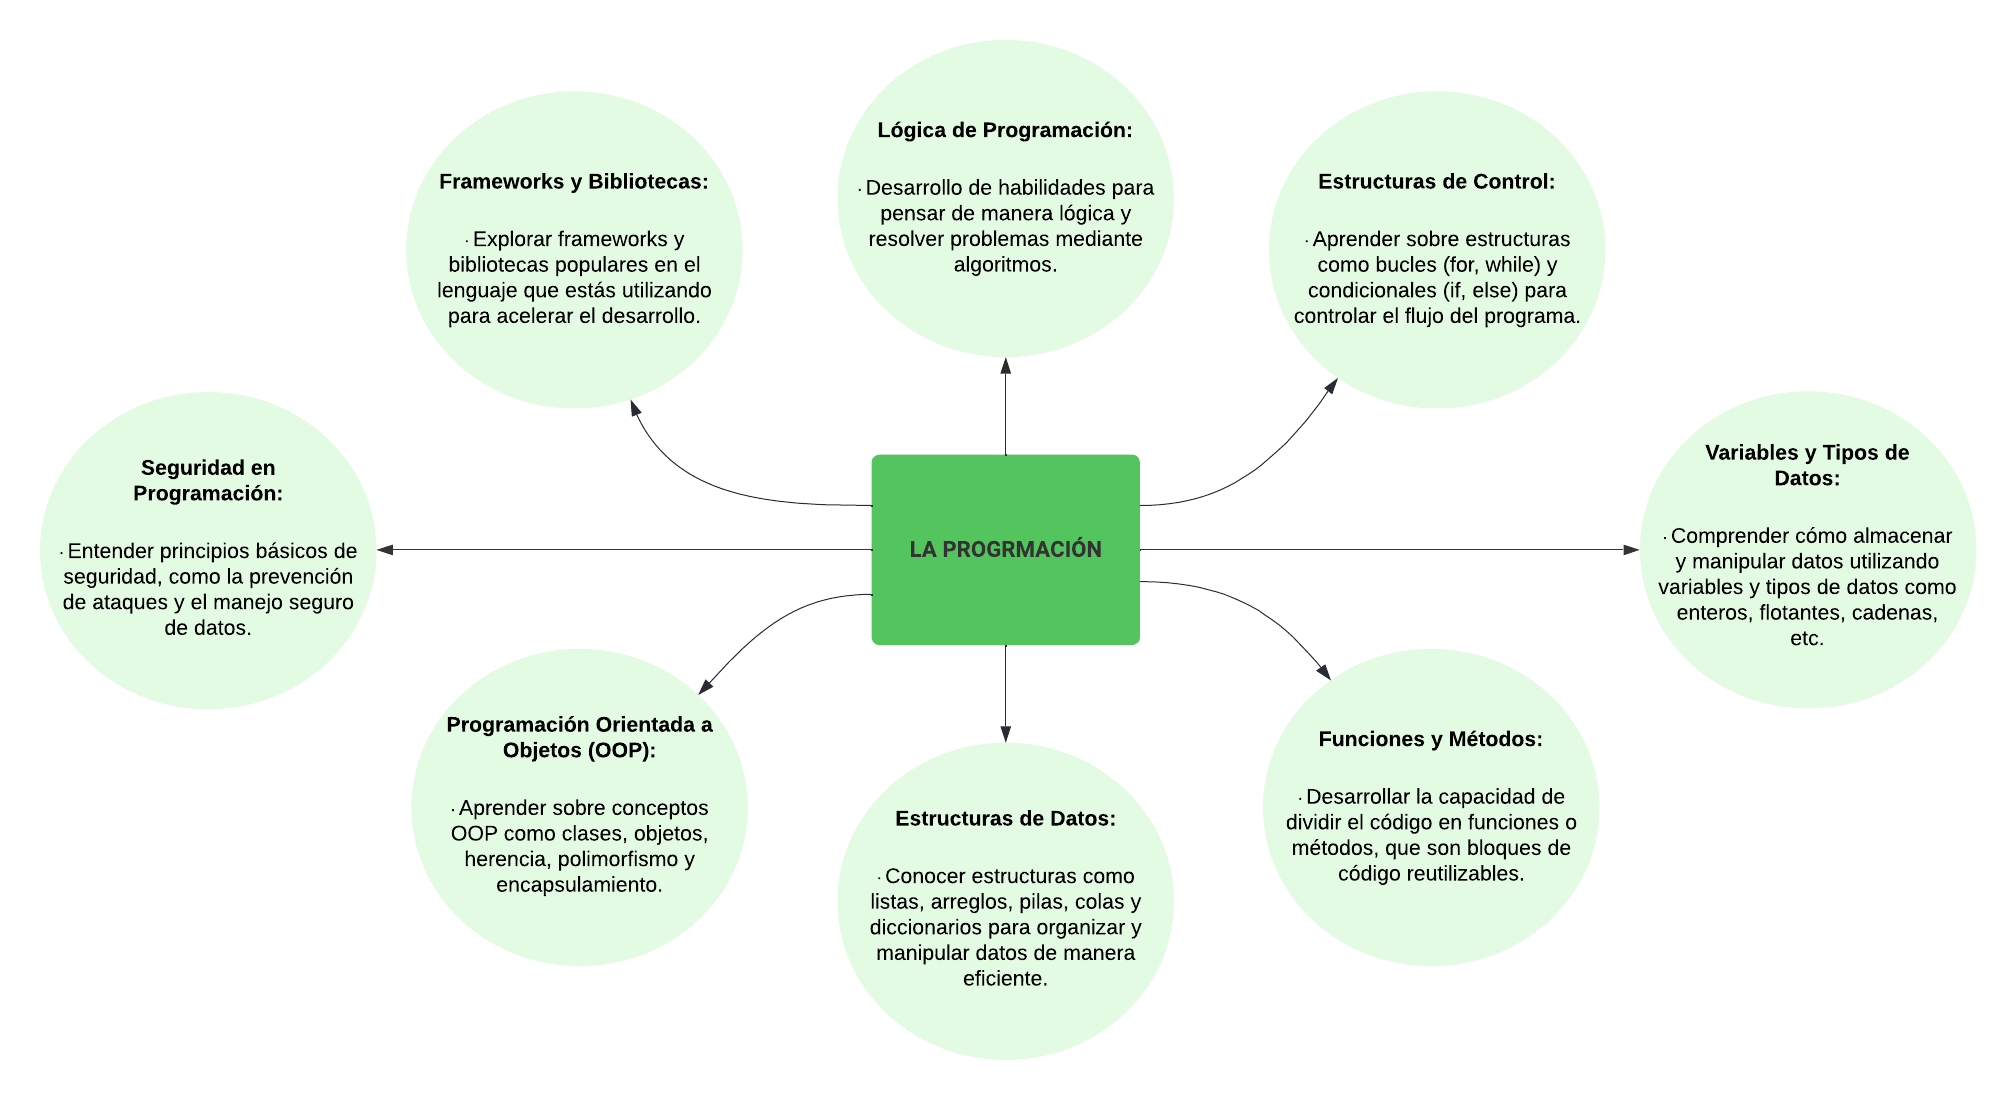 Lógica de Programación:
· Desarrollo de habilidades para
pensar de manera lógica y
resolver problemas mediante
algoritmos.
Frameworks y Bibliotecas:
· Explorar frameworks y
bibliotecas populares en el
lenguaje que estás utilizando
para acelerar el desarrollo.
Estructuras de Control:
· Aprender sobre estructuras
como bucles (for, while) y
condicionales (if, else) para
controlar el flujo del programa.
Seguridad en
Programación:
· Entender principios básicos de
seguridad, como la prevención
de ataques y el manejo seguro
de datos.
LA PROGRMACIÓN
Variables y Tipos de
Datos:
· Comprender cómo almacenar
y manipular datos utilizando
variables y tipos de datos como
enteros, flotantes, cadenas,
etc.
Programación Orientada a
Objetos (OOP):
· Aprender sobre conceptos
OOP como clases, objetos,
herencia, polimorfismo y
encapsulamiento.
Estructuras de Datos:
· Conocer estructuras como
listas, arreglos, pilas, colas y
diccionarios para organizar y
manipular datos de manera
eficiente.
Funciones y Métodos:
· Desarrollar la capacidad de
dividir el código en funciones o
métodos, que son bloques de
código reutilizables.